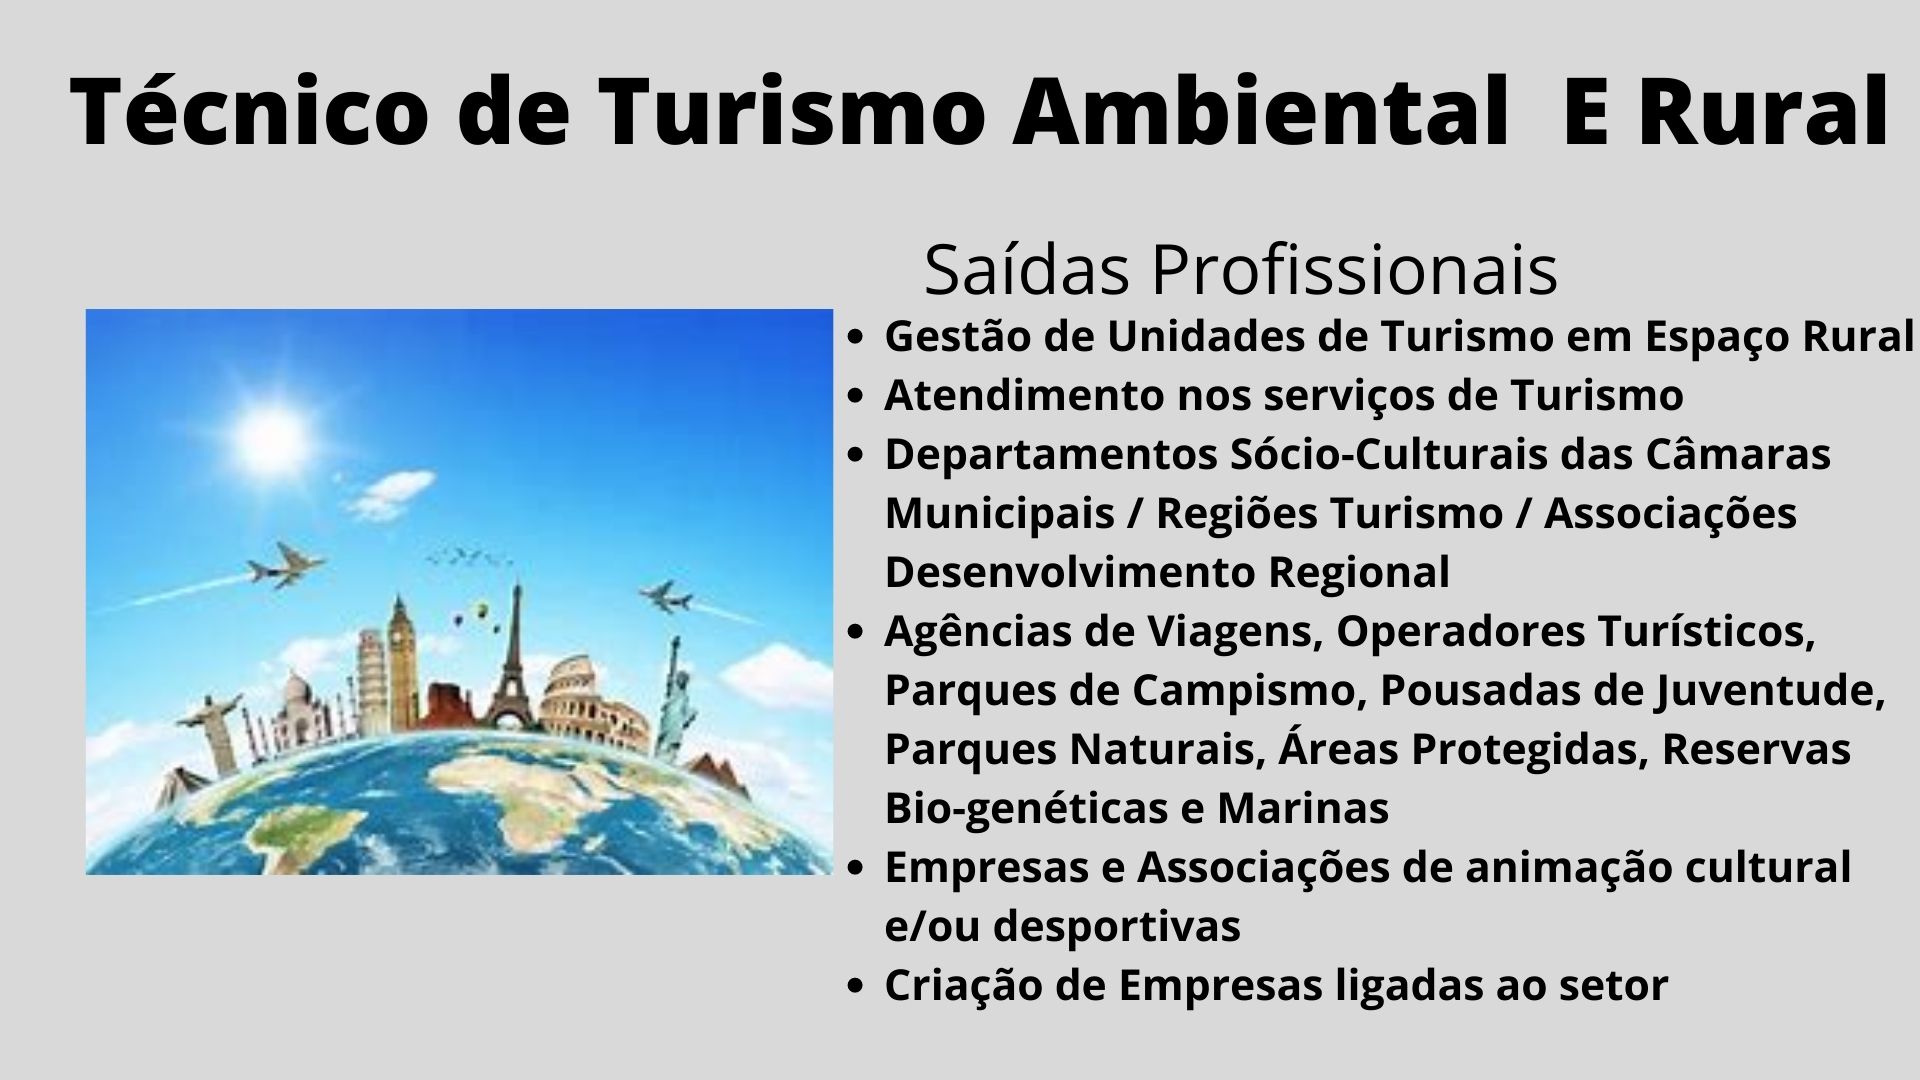 Técnico de Turismo Ambiental E Rural
Saídas Profissionais
• Gestão de Unidades de Turismo em Espaço Rural
• Atendimento nos serviços de Turismo
• Departamentos Sócio-Culturais das Câmaras
Municipais / Regiões Turismo / Associações
Desenvolvimento Regional
• Agências de Viagens, Operadores Turísticos,
Parques de Campismo, Pousadas de Juventude,
Parques Naturais, Áreas Protegidas, Reservas
Bio-genéticas e Marinas
• Empresas e Associações de animação cultural
e/ou desportivas
• Criação de Empresas ligadas ao setor